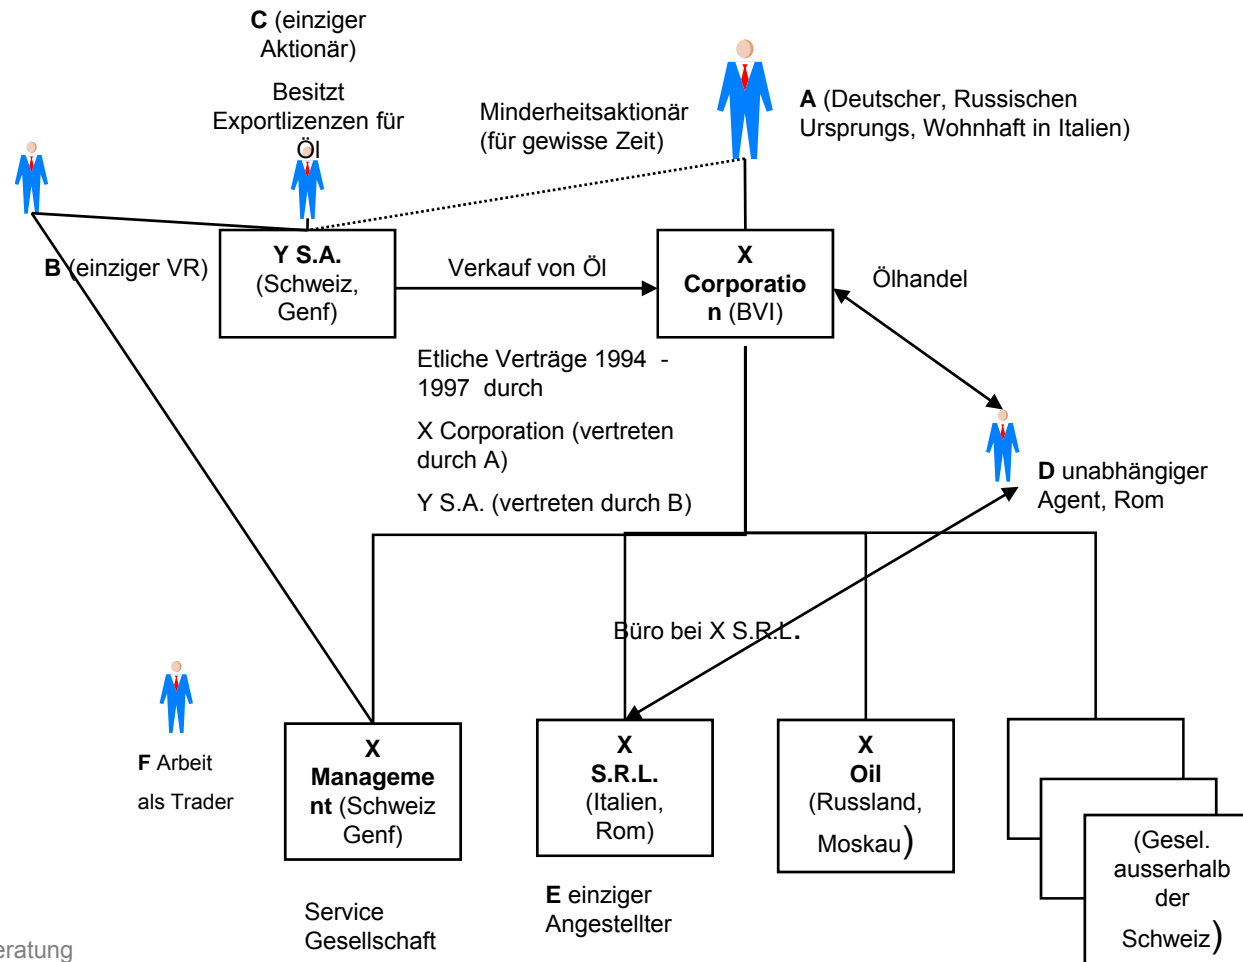 C (einziger
Aktionär)
Besitzt
Exportlizenzen für
Öl
Minderheitsaktionär
(für gewisse Zeit)
A (Deutscher, Russischen
Ursprungs, Wohnhaft in Italien)
B (einziger VR)
Y S.A.
(Schweiz,
Genf)
Verkauf von Öl
X
Corporatio
n (BVI)
Ölhandel
Etliche Verträge 1994 -
1997 durch
X Corporation (vertreten
durch A)
Y S.A. (vertreten durch B)
D unabhängiger
Agent, Rom
Büro bei X S.R.L.
F Arbeit
als Trader
X
Manageme
nt (Schweiz
Genf)
X
S.R.L.
(Italien,
Rom)
X
Oil
(Russland,
Moskau)
(Gesel.
ausserhalb
der
Schweiz)
Service
Gesellschaft
E einziger
Angestellter
eratung